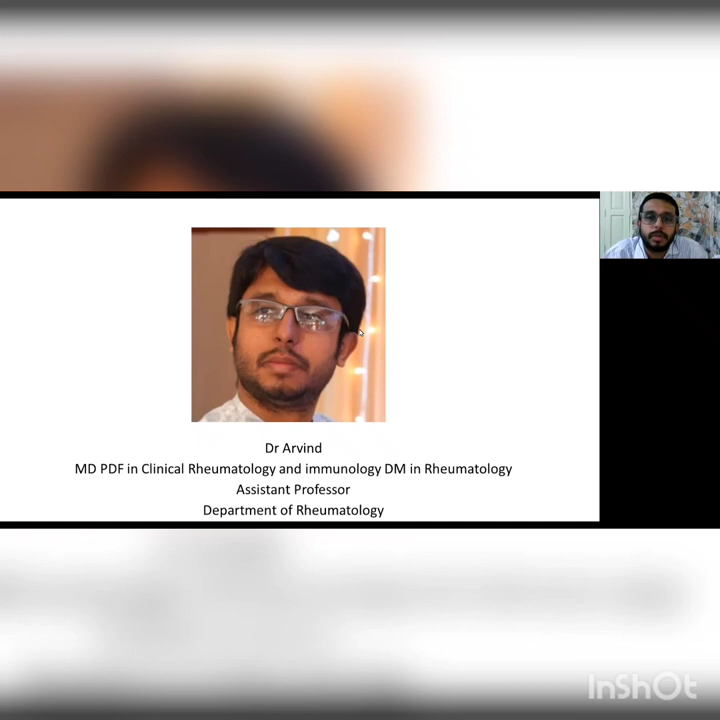 Dr Arvind
MD PDF in Clinical Rheumatology and immunology DM in Rheumatology
Assistant Professor
Department of Rheumatology
InShOt